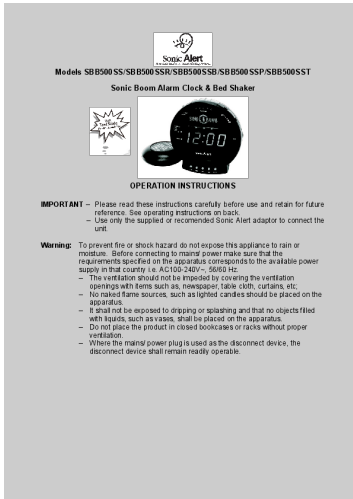 Sonic Alert
Models SBB500SS/SBB500SSR/SBB500SSB/SBB500SSP/SBB500SST
Sonic Boom Alarm Clock & Bed Shaker
12:00
OPERATION INSTRUCTIONS
IMPORTANT – Please read these instructions carefully before use and retain for future
reference. See operating instructions on back.
– Use only the supplied or recomended Sonic Alert adaptor to connect the
unit.
Warning: To prevent fire or shock hazard do not expose this appliance to rain or
moisture. Before connecting to mains/ power make sure that the
requirements specified on the apparatus corresponds to the available power
supply in that country i.e. AC100-240V~, 56/60 Hz.
– The ventilation should not be impeded by covering the ventilation
openings with items such as, newspaper, table cloth, curtains, etc;
– No naked flame sources, such as lighted candles should be placed on the
apparatus.
– It shall not be exposed to dripping or splashing and that no objects filled
with liquids, such as vases, shall be placed on the apparatus.
– Do not place the product in closed bookcases or racks without proper
ventilation.
– Where the mains/ power plug is used as the disconnect device, the
disconnect device shall remain readily operable.